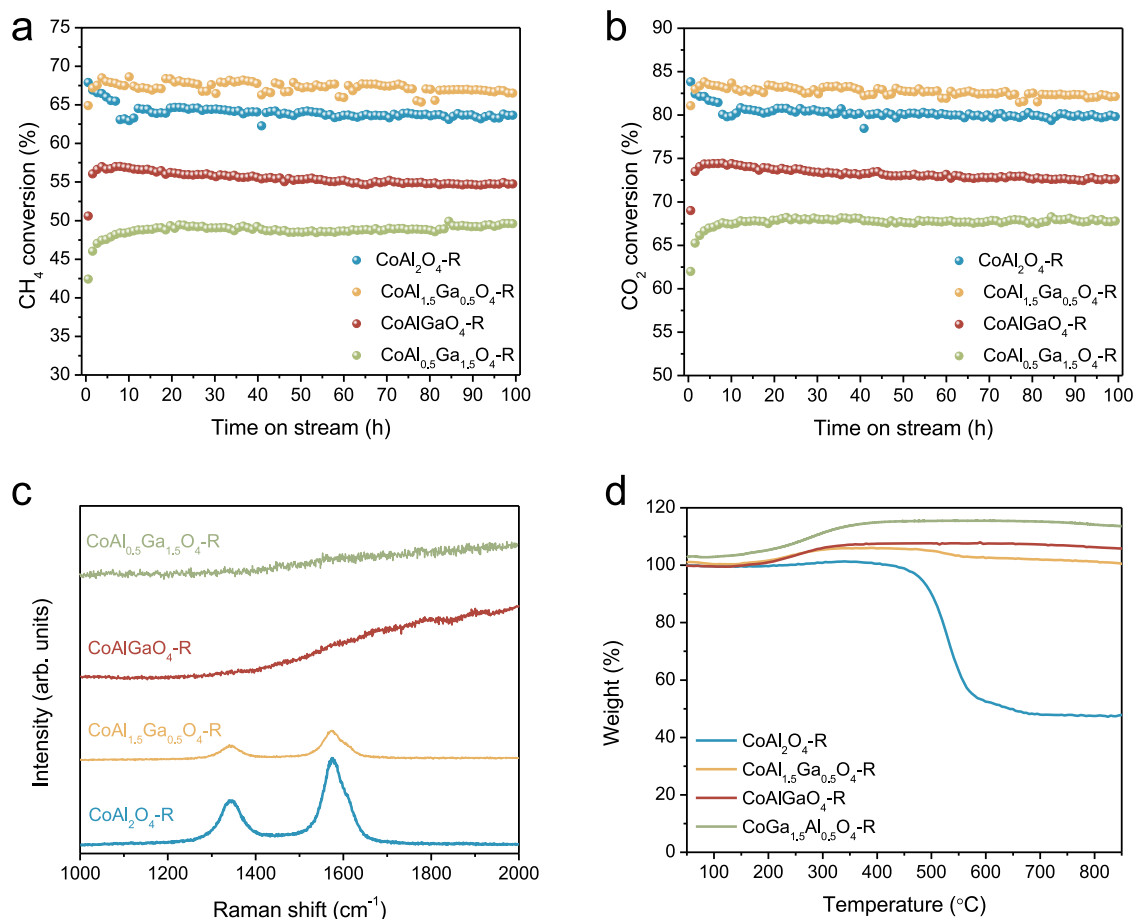 a
CH₄ conversion (%)
75
70
65
60
55
50
45
40
35
30
0 10 20 30 40 50 60 70 80 90 100
Time on stream (h)
CoAl₂O₄-R
CoAl₁.₅Ga₀.₅O₄-R
CoAlGaO₄-R
CoAl₀.₅Ga₁.₅O₄-R
b
CO₂ conversion (%)
90
85
80
75
70
65
60
55
50
0 10 20 30 40 50 60 70 80 90 100
Time on stream (h)
CoAl₂O₄-R
CoAl₁.₅Ga₀.₅O₄-R
CoAlGaO₄-R
CoAl₀.₅Ga₁.₅O₄-R
c
Intensity (arb. units)
CoAl₀.₅Ga₁.₅O₄-R
CoAlGaO₄-R
CoAl₁.₅Ga₀.₅O₄-R
CoAl₂O₄-R
1000 1200 1400 1600 1800 2000
Raman shift (cm⁻¹)
d
Weight (%)
120
100
80
60
40
20
0
100 200 300 400 500 600 700 800
Temperature (°C)
CoAl₂O₄-R
CoAl₁.₅Ga₀.₅O₄-R
CoAlGaO₄-R
CoGa₁.₅Al₀.₅O₄-R